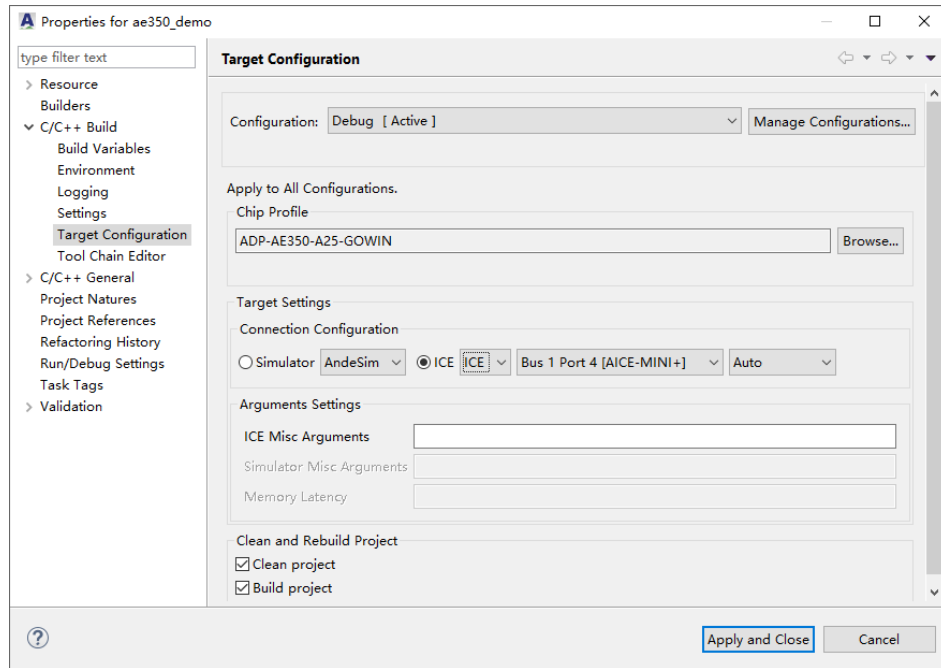 Properties for ae350_demo
type filter text
Target Configuration
Resource
Builders
C/C++ Build
Build Variables
Environment
Logging
Settings
Target Configuration
Tool Chain Editor
C/C++ General
Project Natures
Project References
Refactoring History
Run/Debug Settings
Task Tags
Validation
Configuration: Debug [ Active ] Manage Configurations...
Apply to All Configurations.
Chip Profile
ADP-AE350-A25-GOWIN Browse...
Target Settings
Connection Configuration
Simulator AndeSim ICE ICE Bus 1 Port 4 [AICE-MINI+] Auto
Arguments Settings
ICE Misc Arguments
Simulator Misc Arguments
Memory Latency
Clean and Rebuild Project
Clean project
Build project
? Apply and Close Cancel